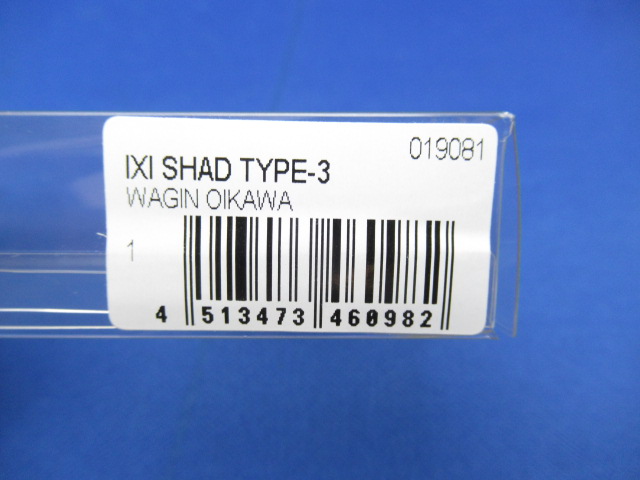 019081
IXI SHAD TYPE-3
WAGIN OIKAWA
1
4 513473 460982